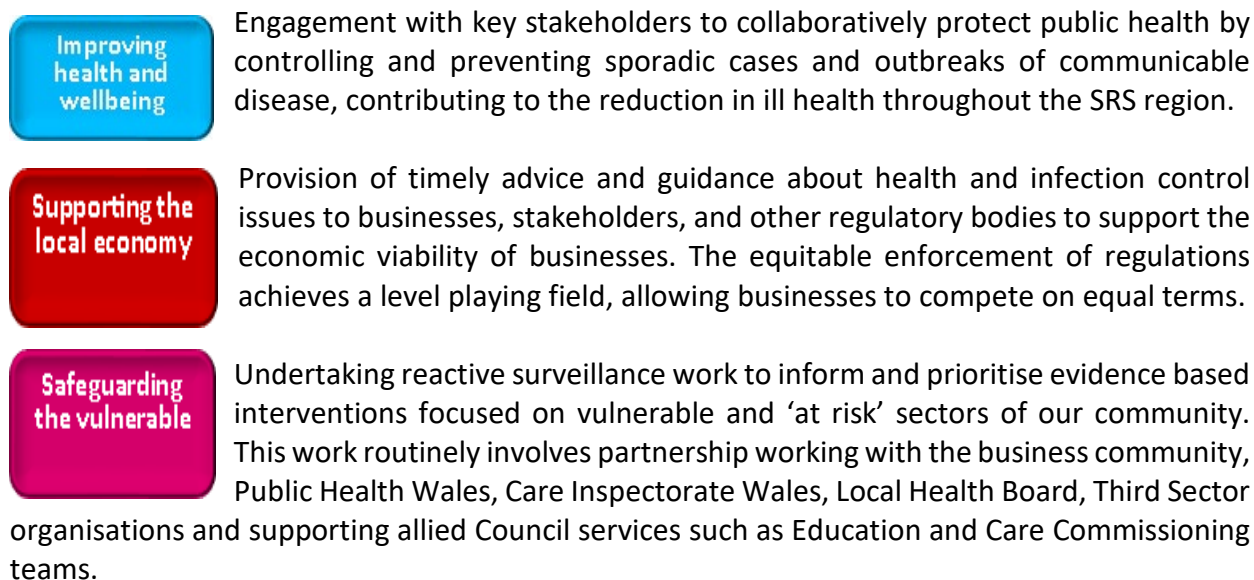 Improving
health and
wellbeing
Engagement with key stakeholders to collaboratively protect public health by
controlling and preventing sporadic cases and outbreaks of communicable
disease, contributing to the reduction in ill health throughout the SRS region.
Supporting the
local economy
Provision of timely advice and guidance about health and infection control
issues to businesses, stakeholders, and other regulatory bodies to support the
economic viability of businesses. The equitable enforcement of regulations
achieves a level playing field, allowing businesses to compete on equal terms.
Safeguarding
the vulnerable
Undertaking reactive surveillance work to inform and prioritise evidence based
interventions focused on vulnerable and ‘at risk’ sectors of our community.
This work routinely involves partnership working with the business community,
Public Health Wales, Care Inspectorate Wales, Local Health Board, Third Sector
organisations and supporting allied Council services such as Education and Care Commissioning
teams.